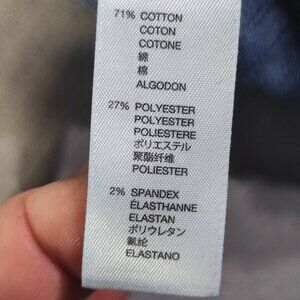 71% COTTON
COTON
COTONE
綿
棉
ALGODON
27% POLYESTER
POLYESTER
POLIESTERE
ポリエステル
聚酯纤维
POLIESTER
2% SPANDEX
ÉLASTHANNE
ELASTAN
ポリウレタン
氨纶
ELASTANO